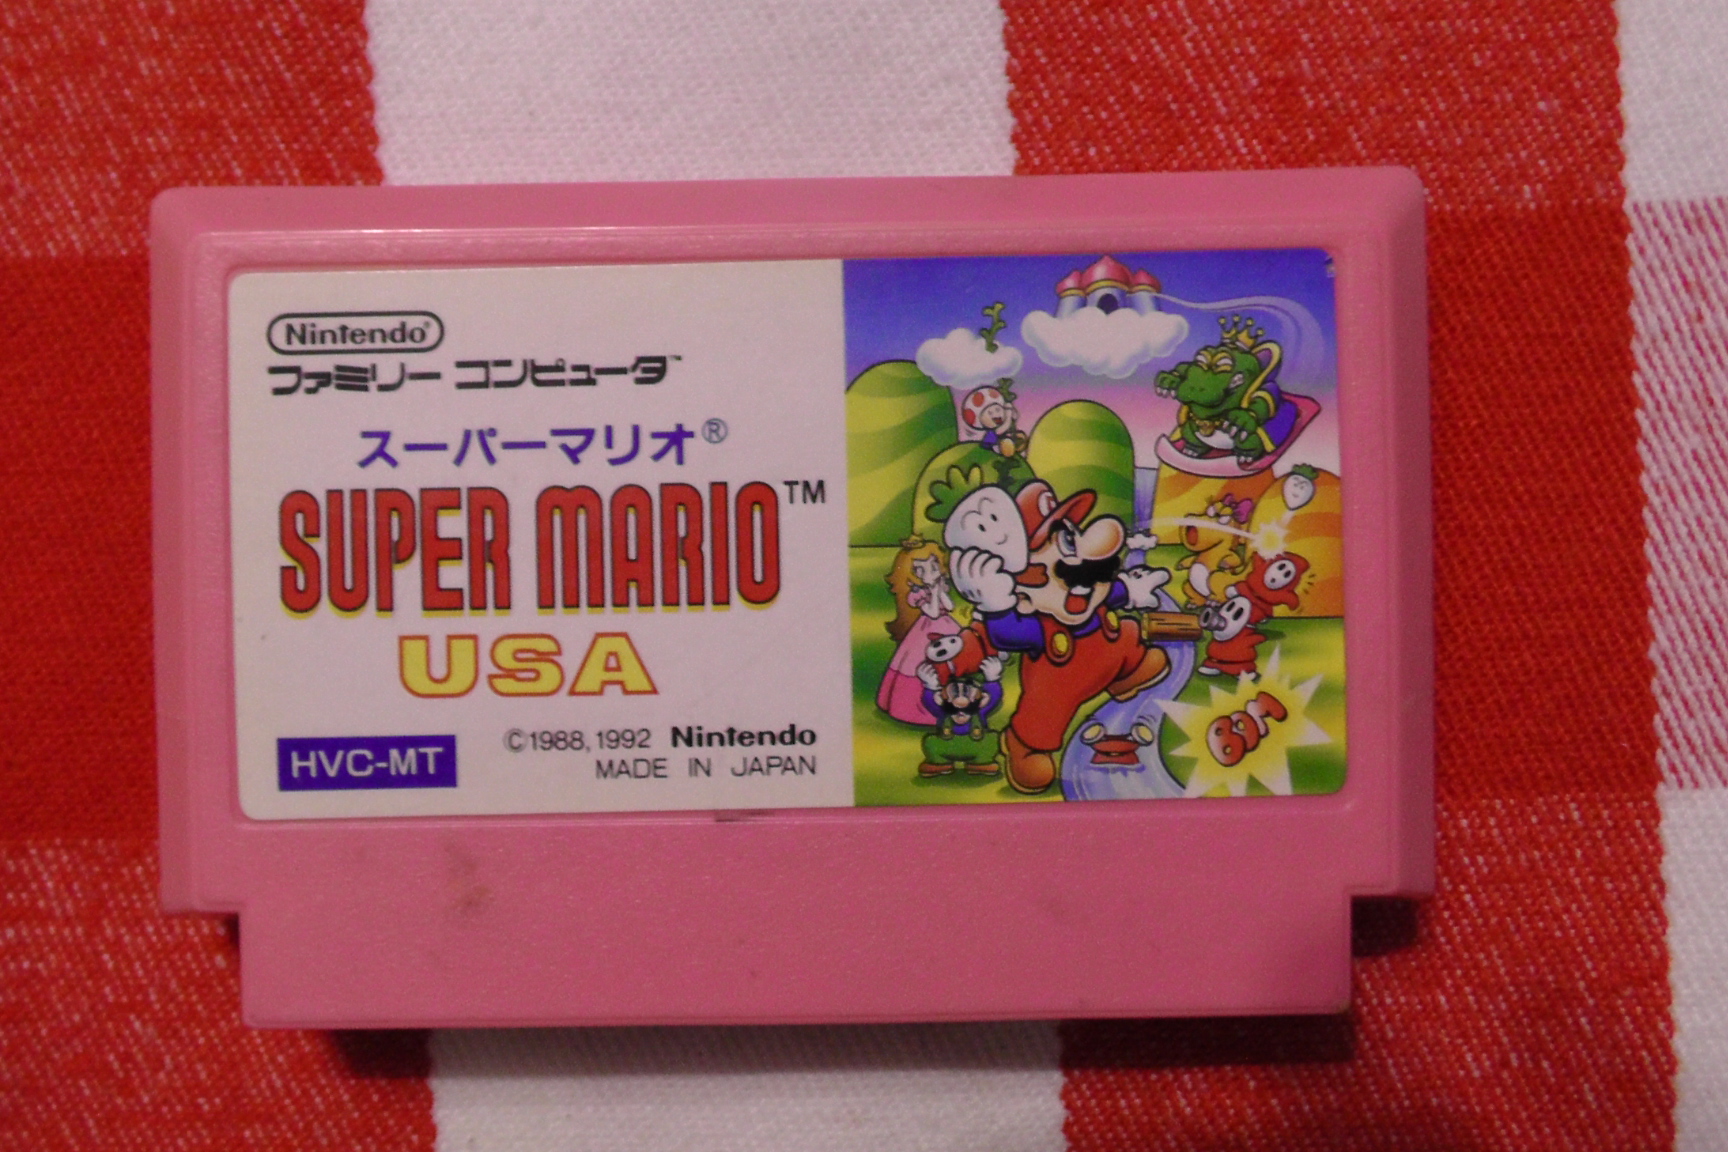 Nintendo®
ファミリー コンピュータ™
スーパーマリオ®
SUPER MARIO™
USA
HVC-MT
©1988,1992 Nintendo
MADE IN JAPAN
BOM